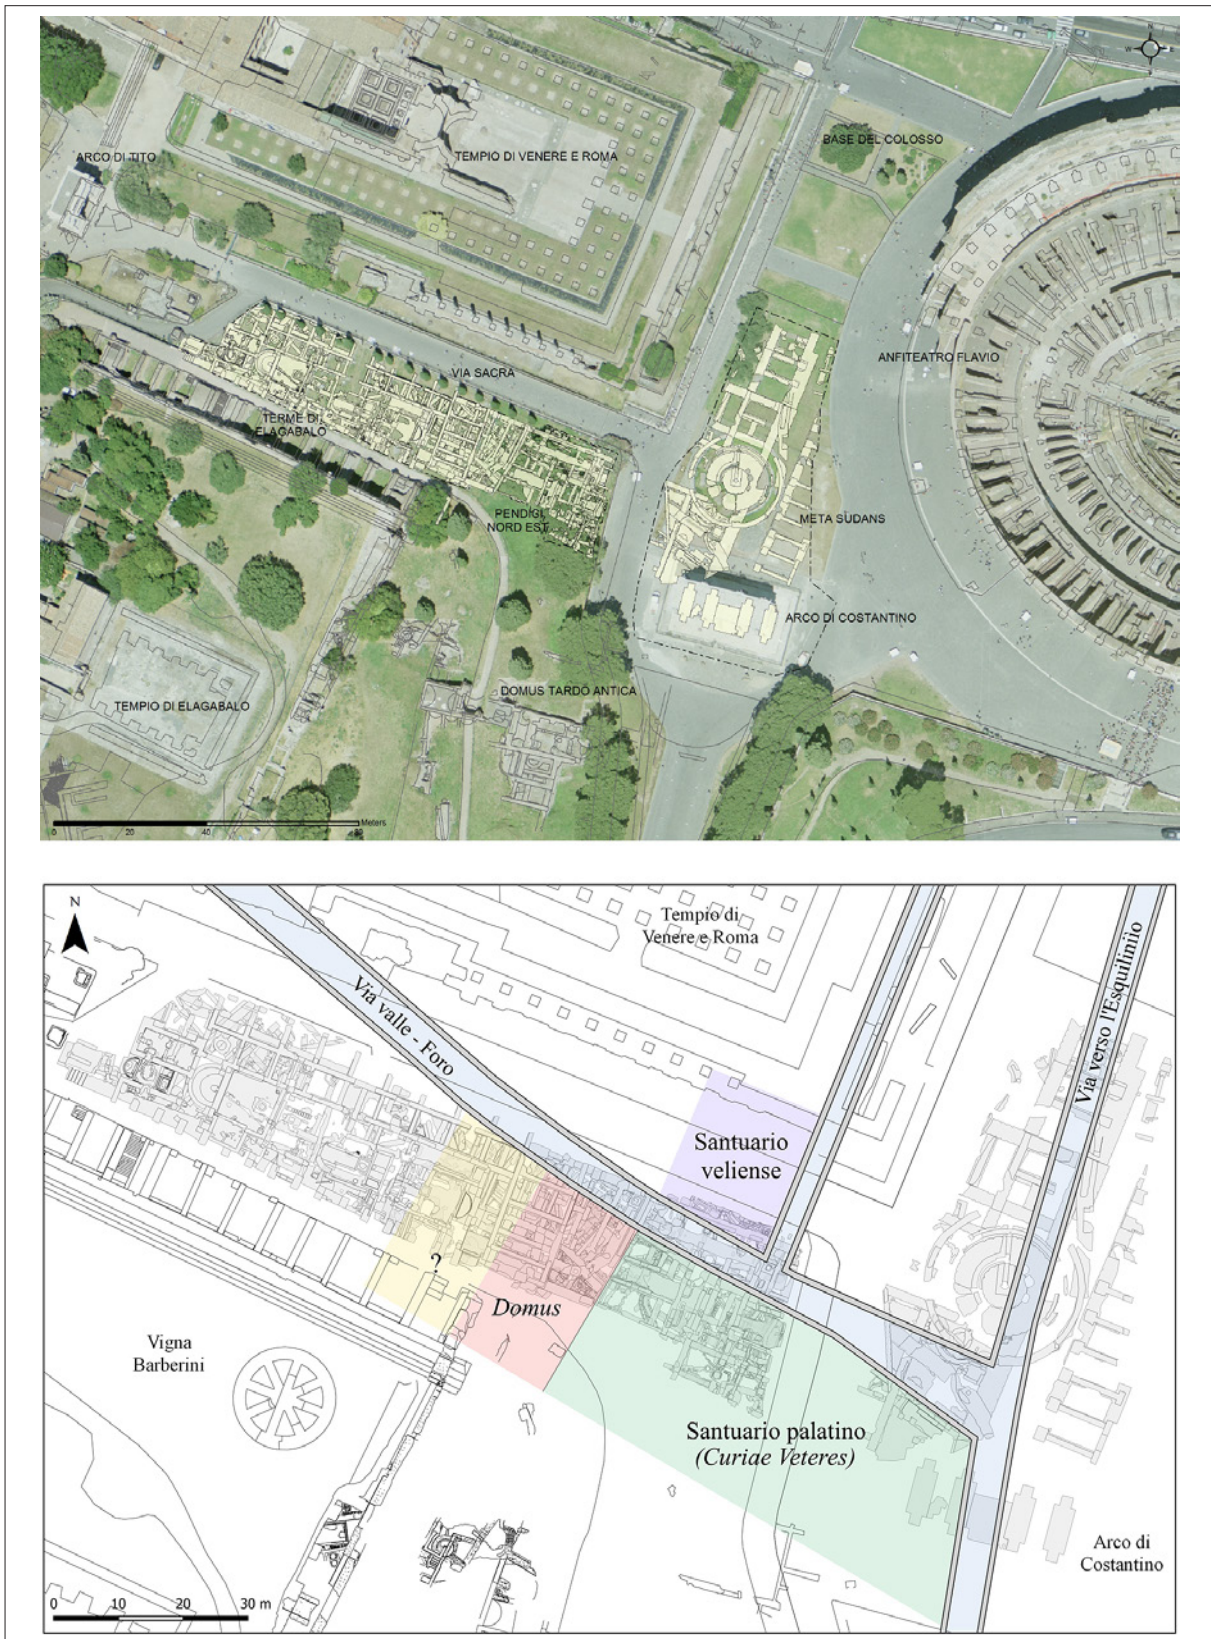 N
W
E
BASE DEL COLOSSO
ARCO DI TITO
TEMPIO DI VENERE E ROMA
ANFITEATRO FLAVIO
VIA SACRA
TERME DI
ELAGABALO
PENDICI
NORD EST
META SUDANS
ARCO DI COSTANTINO
DOMUS TARDO ANTICA
TEMPIO DI ELAGABALO
Meters
0
20
40
N
Tempio di
Venere e Roma
Via verso l'Esquiliniio
Via valle - Foro
Santuario
veliense
?
Domus
Vigna
Barberini
Santuario palatino
(Curiae Veteres)
Arco di
Costantino
0
10
20
30 m